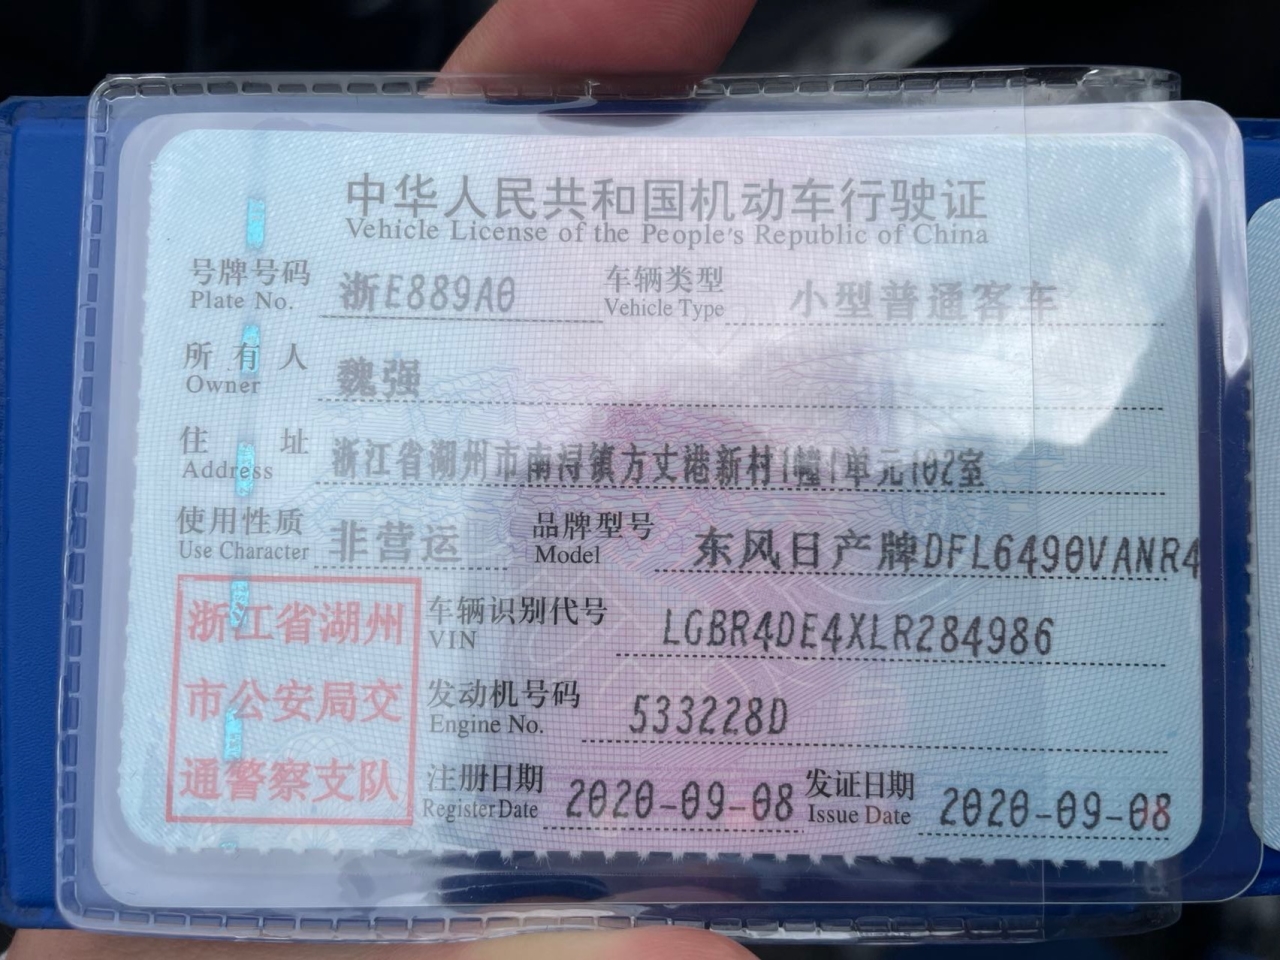 中华人民共和国机动车行驶证
Vehicle License of the People's Republic of China
号牌号码 浙E889A0 车辆类型 小型普通客车
Plate No. Vehicle Type
所有人 魏强
Owner
住址 浙江省湖州市南浔镇方丈港新村1幢1单元102室
Address
使用性质 非营运 品牌型号 东风日产牌DFL6490VANR4
Use Character Model
浙江省湖州
市公安局交
通警察支队
车辆识别代号 LGBR4DE4XLR284986
VIN
发动机号码 533228D
Engine No.
注册日期 2020-09-08 发证日期 2020-09-08
Register Date Issue Date